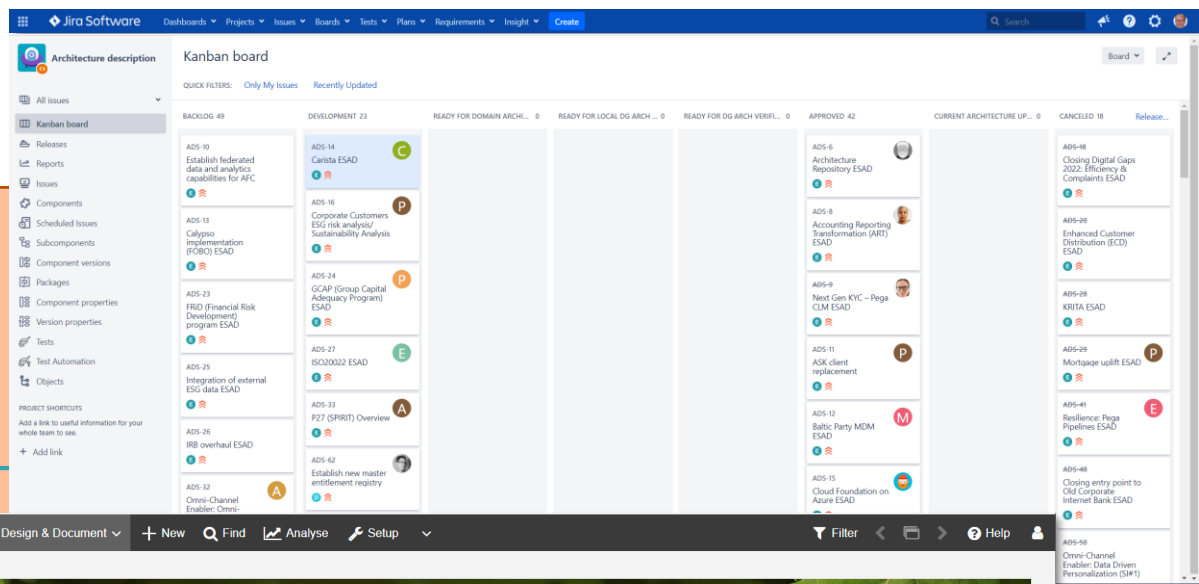 Jira Software
Dashboards Projects Issues Boards Tests Plans Requirements Insight Create
Search
Architecture description
All issues
Kanban board
Releases
Reports
Issues
Components
Scheduled Issues
Subcomponents
Component versions
Packages
Component properties
Version properties
Tests
Test Automation
Objects
PROJECT SHORTCUTS
Add a link to useful information for your
whole team to see.
+ Add link
Kanban board
Board
QUICK FILTERS: Only My Issues Recently Updated
BACKLOG 49
ADS-10
Establish federated
data and analytics
capabilities for AFC
E
ADS-13
Calypso
implementation
(FOBO) ESAD
E
ADS-23
FRiD (Financial Risk
Development)
program ESAD
E
ADS-25
Integration of external
ESG data ESAD
E
ADS-26
IRB overhaul ESAD
E
ADS-32
A
Omni-Channel
Enabler: Omni-
DEVELOPMENT 23
ADS-14
C
Carista ESAD
E
ADS-16
P
Corporate Customers
ESG risk analysis/
Sustainability Analysis
E
ADS-24
P
GCAP (Group Capital
Adequacy Program)
ESAD
E
ADS-27
E
ISO20022 ESAD
E
ADS-33
A
P27 (SPIRIT) Overview
E
ADS-62
Establish new master
entitlement registry
READY FOR DOMAIN ARCHI... 0
READY FOR LOCAL DG ARCH ... 0
READY FOR DG ARCH VERIFI... 0
APPROVED 42
ADS-6
Architecture
Repository ESAD
E
ADS-8
Accounting Reporting
Transformation (ART)
ESAD
E
ADS-9
Next Gen KYC – Pega
CLM ESAD
E
ADS-11
P
ASK client
replacement
E
ADS-12
M
Baltic Party MDM
ESAD
E
ADS-15
Cloud Foundation on
Azure ESAD
CURRENT ARCHITECTURE UP... 0
CANCELED 18 Release...
ADS-18
Closing Digital Gaps
2022: Efficiency &
Complaints ESAD
E
ADS-20
Enhanced Customer
Distribution (ECD)
ESAD
E
ADS-28
KRITA ESAD
E
ADS-29
P
Mortgage uplift ESAD
E
ADS-41
E
Resilience: Pega
Pipelines ESAD
E
ADS-48
Closing entry point to
Old Corporate
Internet Bank ESAD
E
ADS-50
Omni-Channel
Enabler: Data Driven
Personalization (SI#1)
Design & Document New Find Analyse Setup Filter Help